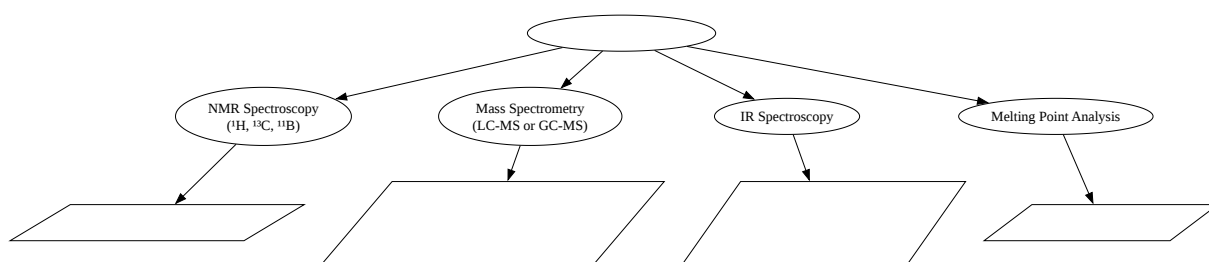 NMR Spectroscopy
(¹H, ¹³C, ¹¹B)
Mass Spectrometry
(LC-MS or GC-MS)
IR Spectroscopy
Melting Point Analysis